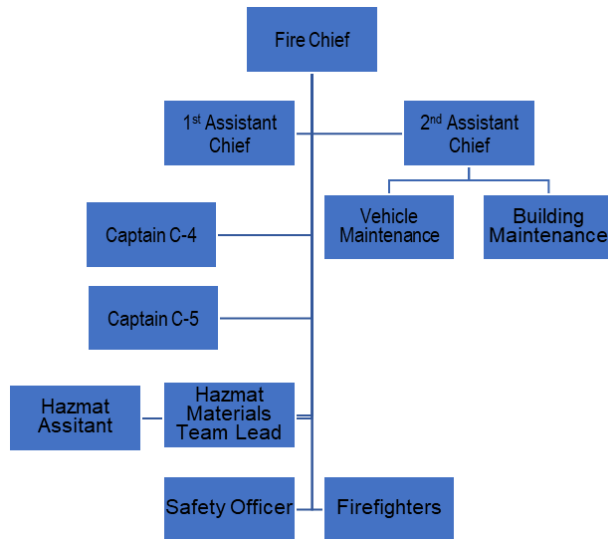 Fire Chief
1st Assistant
Chief
2nd Assistant
Chief
Vehicle
Maintenance
Building
Maintenance
Captain C-4
Captain C-5
Hazmat
Assitant
Hazmat
Materials
Team Lead
Safety Officer
Firefighters